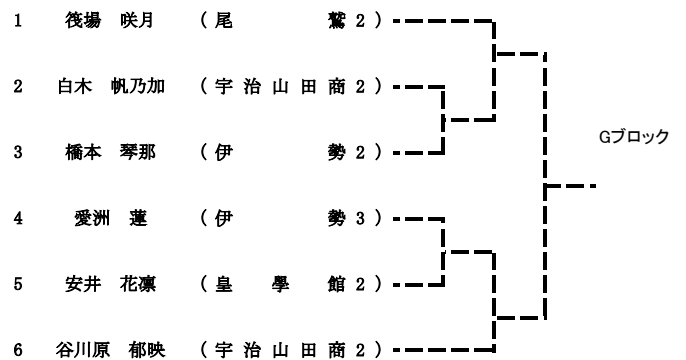 1 筏場 咲月 (尾 鷲 2)
2 白木 帆乃加 (宇治山田商 2)
3 橋本 琴那 (伊 勢 2)
Gブロック
4 愛洲 蓮 (伊 勢 3)
5 安井 花凜 (皇 學 館 2)
6 谷川原 郁映 (宇治山田商 2)